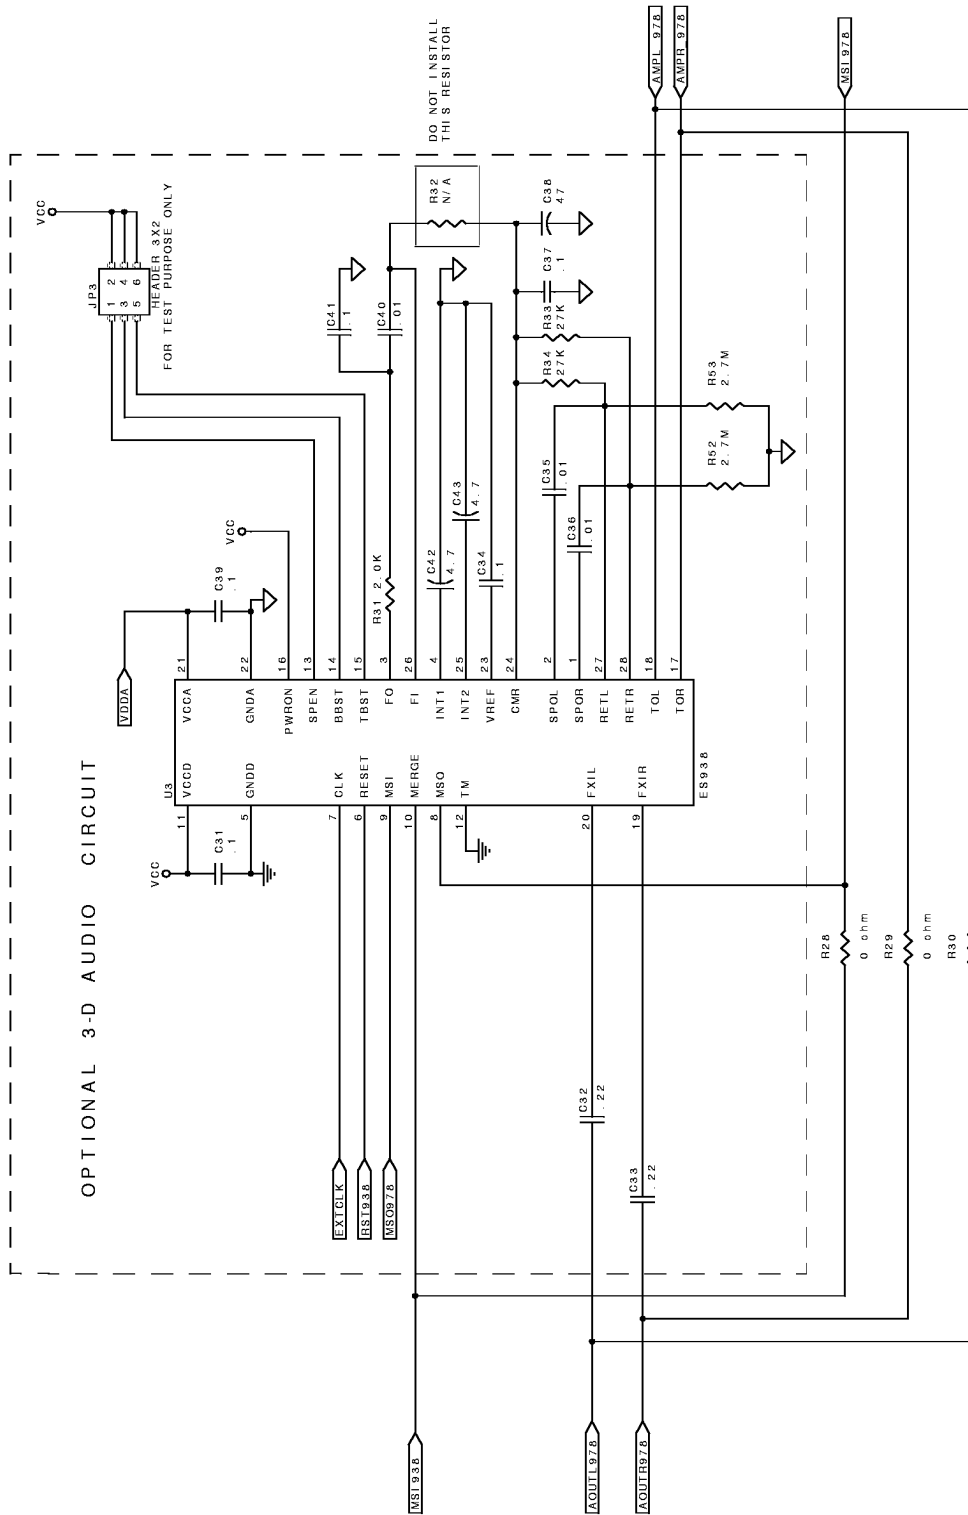 OPTIONAL 3-D AUDIO CIRCUIT
VCC
JP3
1 2
3 4
5 6
HEADER 3X2
FOR TEST PURPOSE ONLY
DO NOT INSTALL
THIS RESISTOR
R32
N/A
AMPL_978
AMPR_978
MSI978
C41
.1
C40
.01
C38
47
C37
.1
R33
27K
R34
27K
R53
2.7M
R52
2.7M
C35
.01
C36
.01
C43
4.7
C42
4.7
C34
.1
R31 2.0K
VCC
C39
.1
VDDA
21
22
16
13
14
15
3
26
4
25
23
24
2
1
27
28
18
17
VCCA
GNDA
PWRON
SPEN
BBST
TBST
FO
FI
INT1
INT2
VREF
CMR
SPOL
SPOR
RETL
RETR
TOL
TOR
U3
VCCD
GNDD
CLK
RESET
MSI
MERGE
MSO
TM
FXIL
FXIR
ES938
11
5
7
6
9
10
8
12
20
19
VCC
C31
.1
R28
0 ohm
R29
0 ohm
R30
C32
.22
C33
.22
EXTCLK
RST938
MSO978
MSI938
AOUTL978
AOUTR978